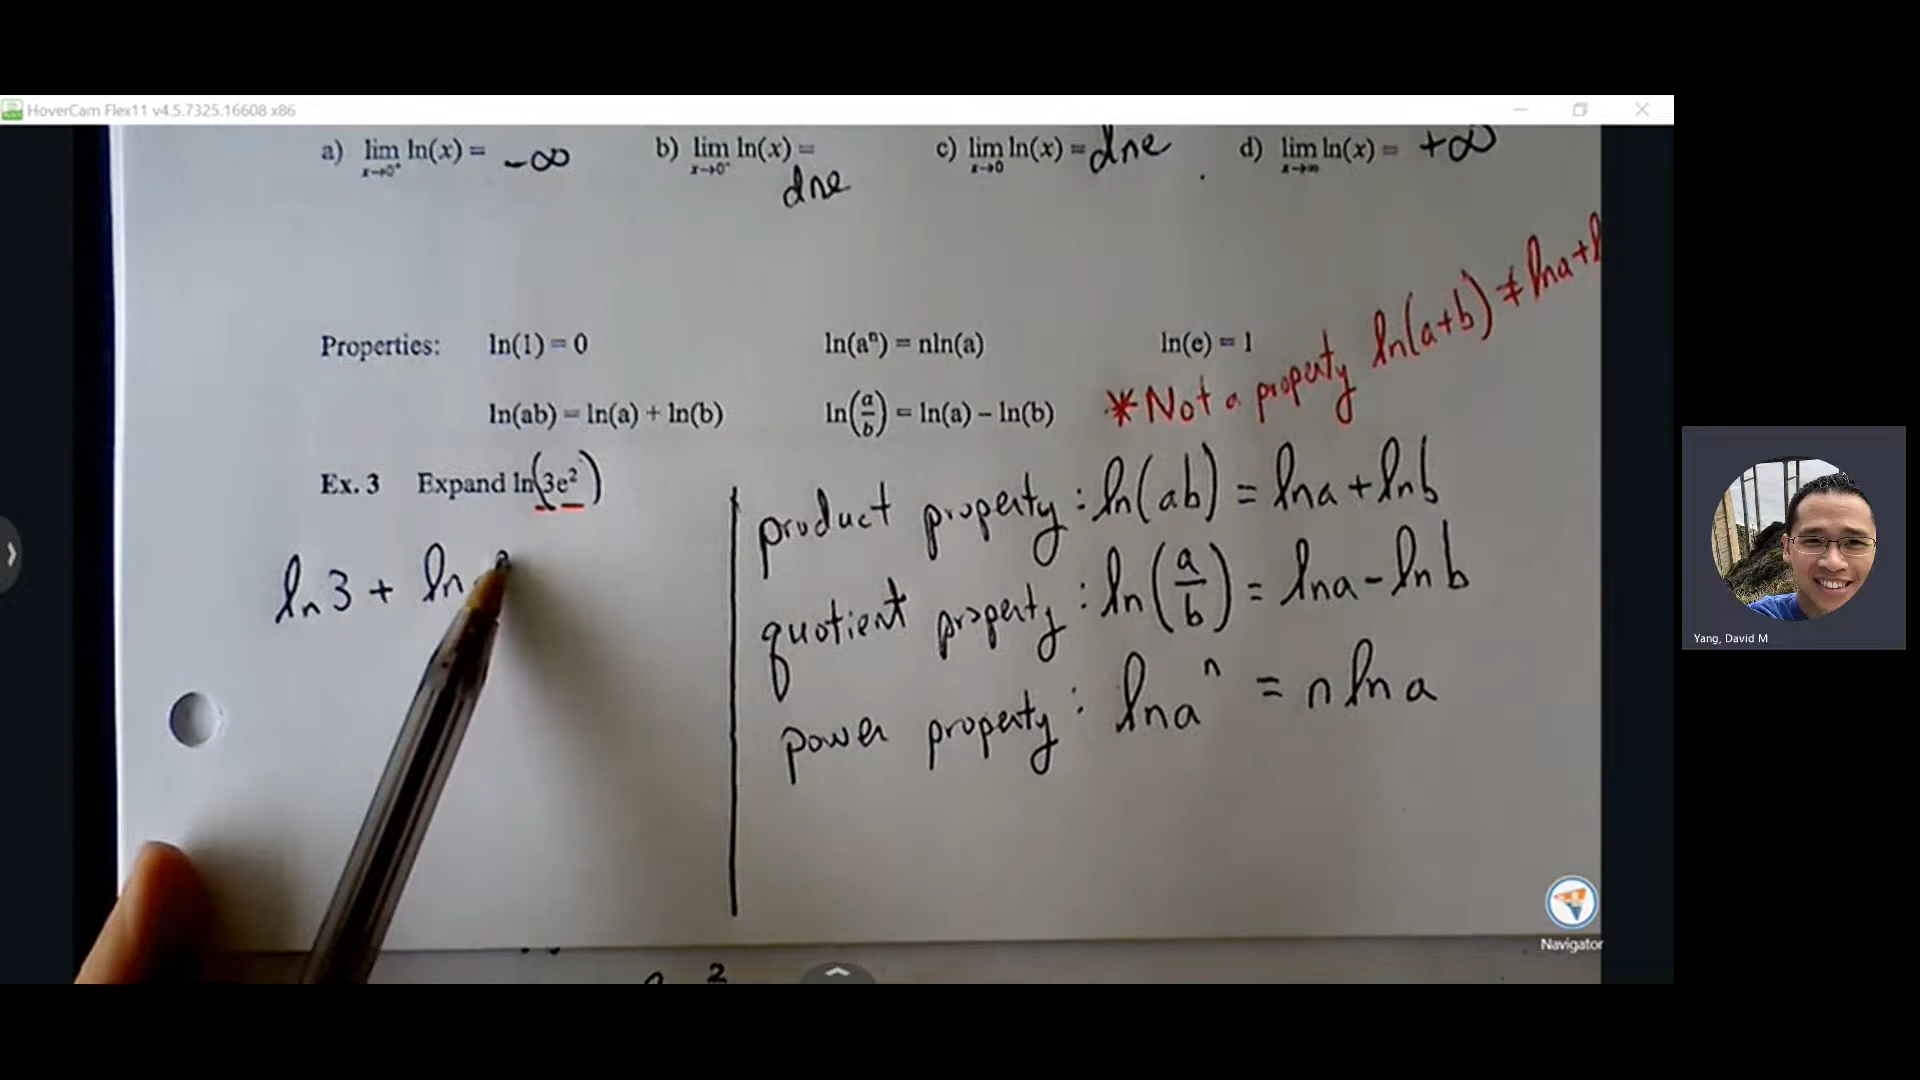 HoverCam Flex11 v4.5.7325.16608 x86
a) lim x→0⁺ ln(x) = -∞ b) lim x→0⁻ ln(x) = dne c) lim x→0 ln(x) = dne d) lim x→∞ ln(x) = +∞
Properties: ln(1) = 0 ln(aⁿ) = nln(a) ln(e) = 1
ln(ab) = ln(a) + ln(b) ln(a/b) = ln(a) – ln(b)
*Not a property ln(a+b) ≠ lna+
Ex. 3 Expand ln(3e²)
ln3 + ln
product property: ln(ab) = lna + lnb
quotient property: ln(a/b) = lna - lnb
power property: lnaⁿ = n ln a
2
Navigator
Yang, David M